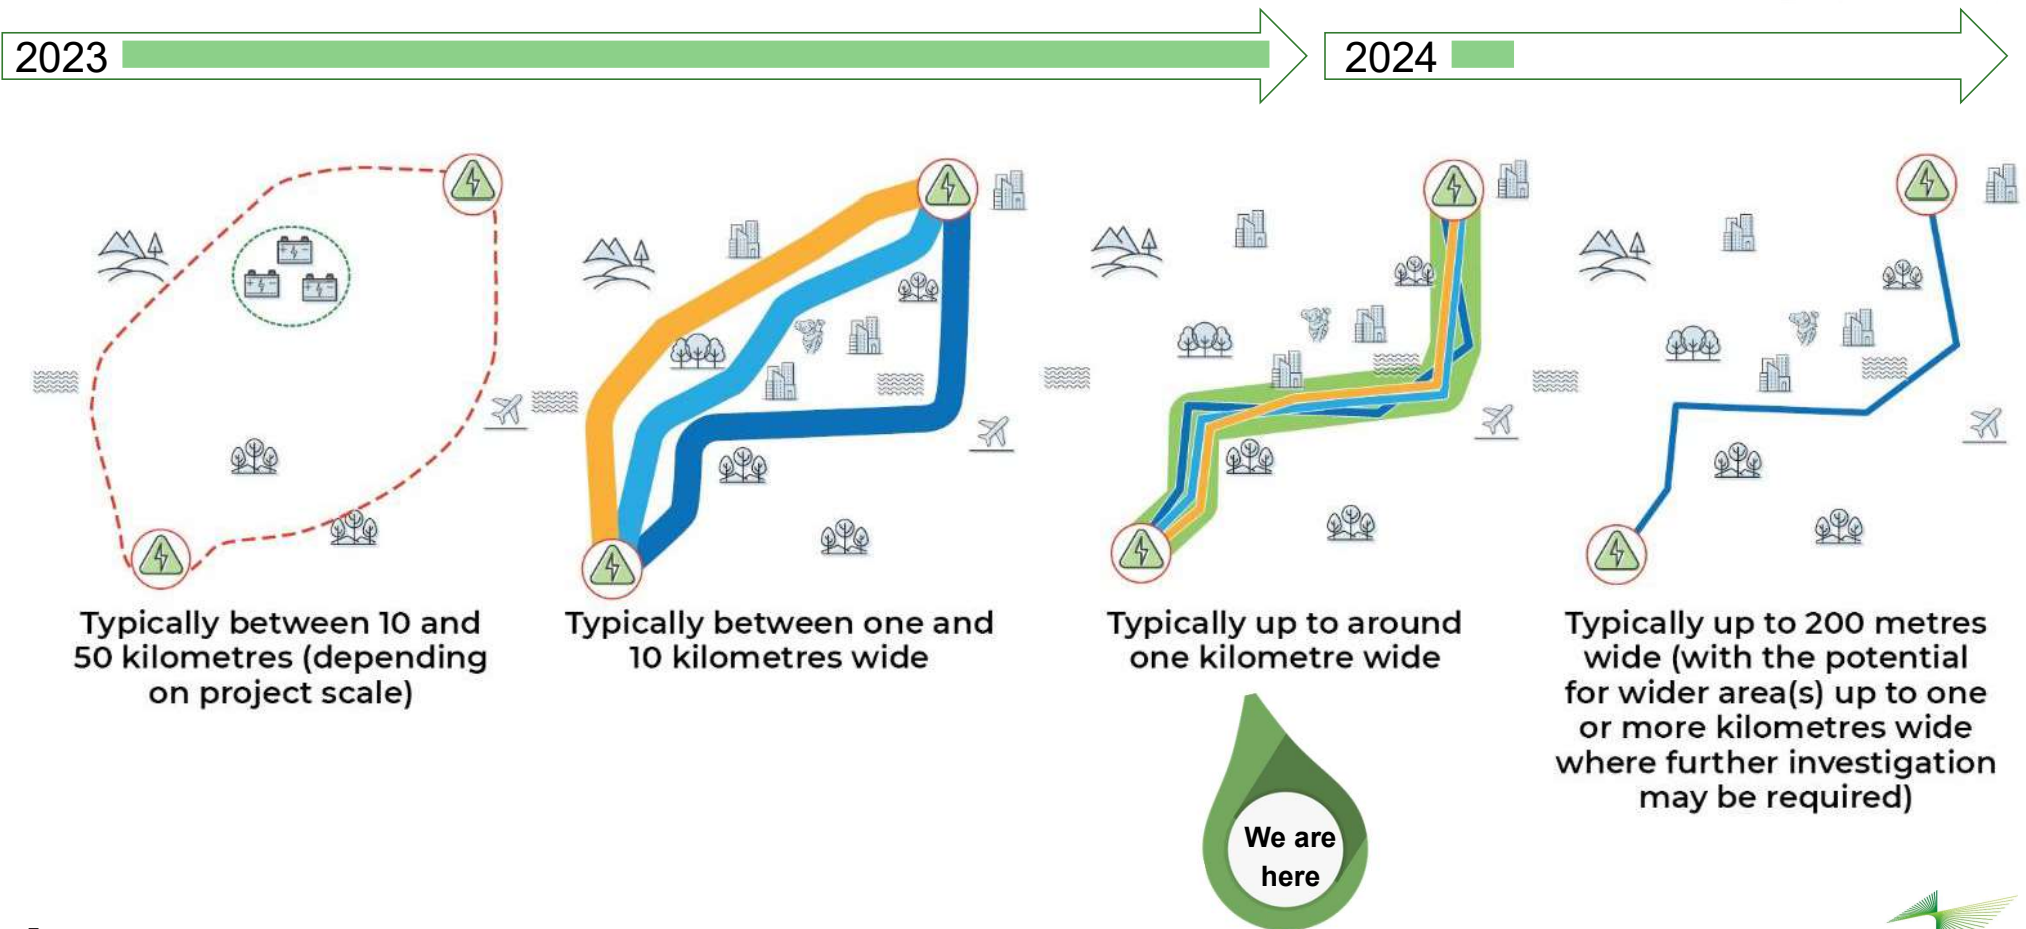 2023
2024
Typically between 10 and
50 kilometres (depending
on project scale)
Typically between one and
10 kilometres wide
Typically up to around
one kilometre wide
Typically up to 200 metres
wide (with the potential
for wider area(s) up to one
or more kilometres wide
where further investigation
may be required)
We are
here